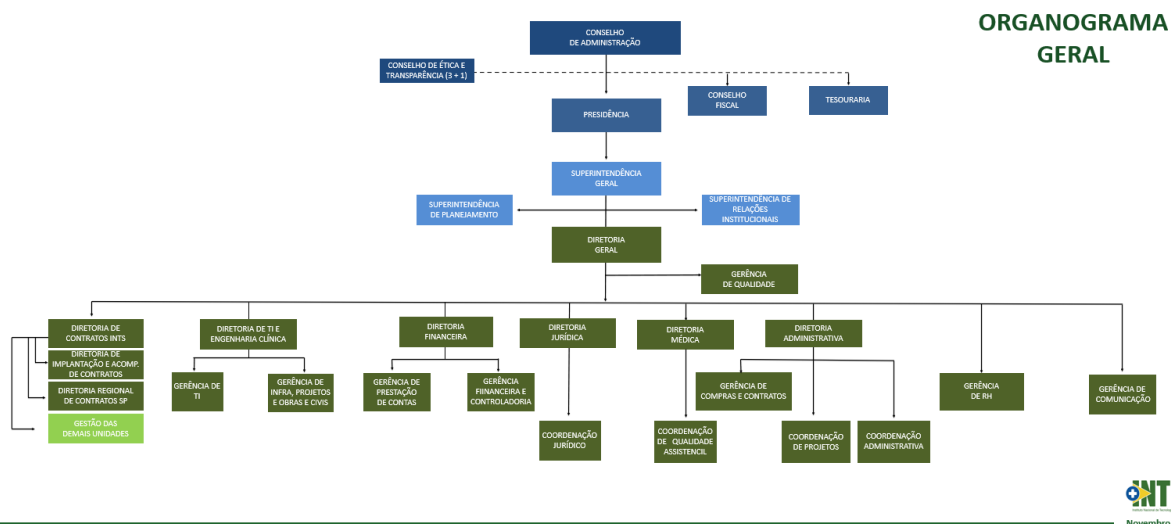 ORGANOGRAMA
GERAL
CONSELHO
DE ADMINISTRAÇÃO
CONSELHO DE ÉTICA E
TRANSPARÊNCIA (3 + 1)
CONSELHO
FISCAL
TESOURARIA
PRESIDÊNCIA
SUPERINTENDÊNCIA
GERAL
SUPERINTENDÊNCIA
DE PLANEJAMENTO
SUPERINTENDÊNCIA DE
RELAÇÕES
INSTITUCIONAIS
DIRETORIA
GERAL
GERÊNCIA
DE QUALIDADE
DIRETORIA DE
CONTRATOS INTS
DIRETORIA DE TI E
ENGENHARIA CLÍNICA
DIRETORIA
FINANCEIRA
DIRETORIA
JURÍDICA
DIRETORIA
MÉDICA
DIRETORIA
ADMINISTRATIVA
DIRETORIA DE
IMPLANTAÇÃO E ACOMP.
DE CONTRATOS
DIRETORIA REGIONAL
DE CONTRATOS SP
GESTÃO DAS
DEMAIS UNIDADES
GERÊNCIA DE
TI
GERÊNCIA DE
INFRA, PROJETOS
E OBRAS E CIVIS
GERÊNCIA DE
PRESTAÇÃO
DE CONTAS
GERÊNCIA
FIINANCEIRA E
CONTROLADORIA
GERÊNCIA DE
COMPRAS E CONTRATOS
GERÊNCIA
DE RH
GERÊNCIA DE
COMUNICAÇÃO
COORDENAÇÃO
JURÍDICO
COORDENAÇÃO
DE QUALIDADE
ASSISTENCIL
COORDENAÇÃO
DE PROJETOS
COORDENAÇÃO
ADMINISTRATIVA
INT
Novembro